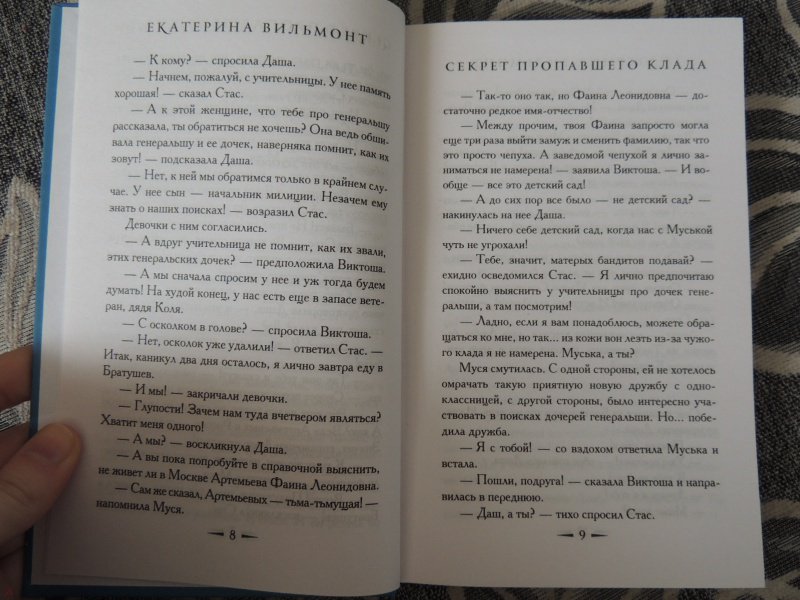 ЕКАТЕРИНА ВИЛЬМОНТ
— К кому? — спросила Даша.
— Начнем, пожалуй, с учительницы. У нее память
хорошая! — сказал Стас.
— А к этой женщине, что тебе про генеральшу
рассказала, ты обратиться не хочешь? Она ведь обши-
вала генеральшу и ее дочек, наверняка помнит, как их
зовут! — подсказала Даша.
— Нет, к ней мы обратимся только в крайнем слу-
чае. У нее сын — начальник милиции. Незачем ему
знать о наших поисках! — возразил Стас.
Девочки с ним согласились.
— А вдруг учительница не помнит, как их звали,
этих генеральских дочек? — предположила Виктоша.
— А мы сначала спросим у нее и уж тогда будем
думать! На худой конец, у нас есть еще в запасе вете-
ран, дядя Коля.
— С осколком в голове? — спросила Виктоша.
— Нет, осколок уже удалили! — ответил Стас. —
Итак, каникул два дня осталось, я лично завтра еду в
Братушев.
— И мы! — закричали девочки.
— Глупости! Зачем нам туда вчетвером являться?
Хватит меня одного!
— А мы? — воскликнула Даша.
— А вы пока попробуйте в справочной выяснить,
не живет ли в Москве Артемьева Фаина Леонидовна.
— Сам же сказал, Артемьевых — тьма-тьмущая! —
напомнила Муся.
8
СЕКРЕТ ПРОПАВШЕГО КЛАДА
— Так-то оно так, но Фаина Леонидовна — до-
статочно редкое имя-отчество!
— Между прочим, твоя Фаина запросто могла
еще три раза выйти замуж и сменить фамилию, так что
это просто чепуха. А заведомой чепухой я лично за-
ниматься не намерена! — заявила Виктоша. — И во-
обще — все это детский сад!
— А до сих пор все было — не детский сад? —
накинулась на нее Даша.
— Ничего себе детский сад, когда нас с Муськой
чуть не угрохали!
— Тебе, значит, матерых бандитов подавай? —
ехидно осведомился Стас. — Я лично предпочитаю
спокойно выяснить у учительницы про дочек гене-
ральши, а там посмотрим!
— Ладно, если я вам понадоблюсь, можете обра-
щаться ко мне, но так... из кожи вон лезть из-за чужо-
го клада я не намерена. Муська, а ты?
Муся смутилась. С одной стороны, ей не хотелось
омрачать такую приятную новую дружбу с одно-
классницей, с другой стороны, было интересно уча-
ствовать в поисках дочерей генеральши. Но... побе-
дила дружба.
— Я с тобой! — со вздохом ответила Муська и
встала.
— Пошли, подруга! — сказала Виктоша и напра-
вилась в переднюю.
— Даш, а ты? — тихо спросил Стас.
9